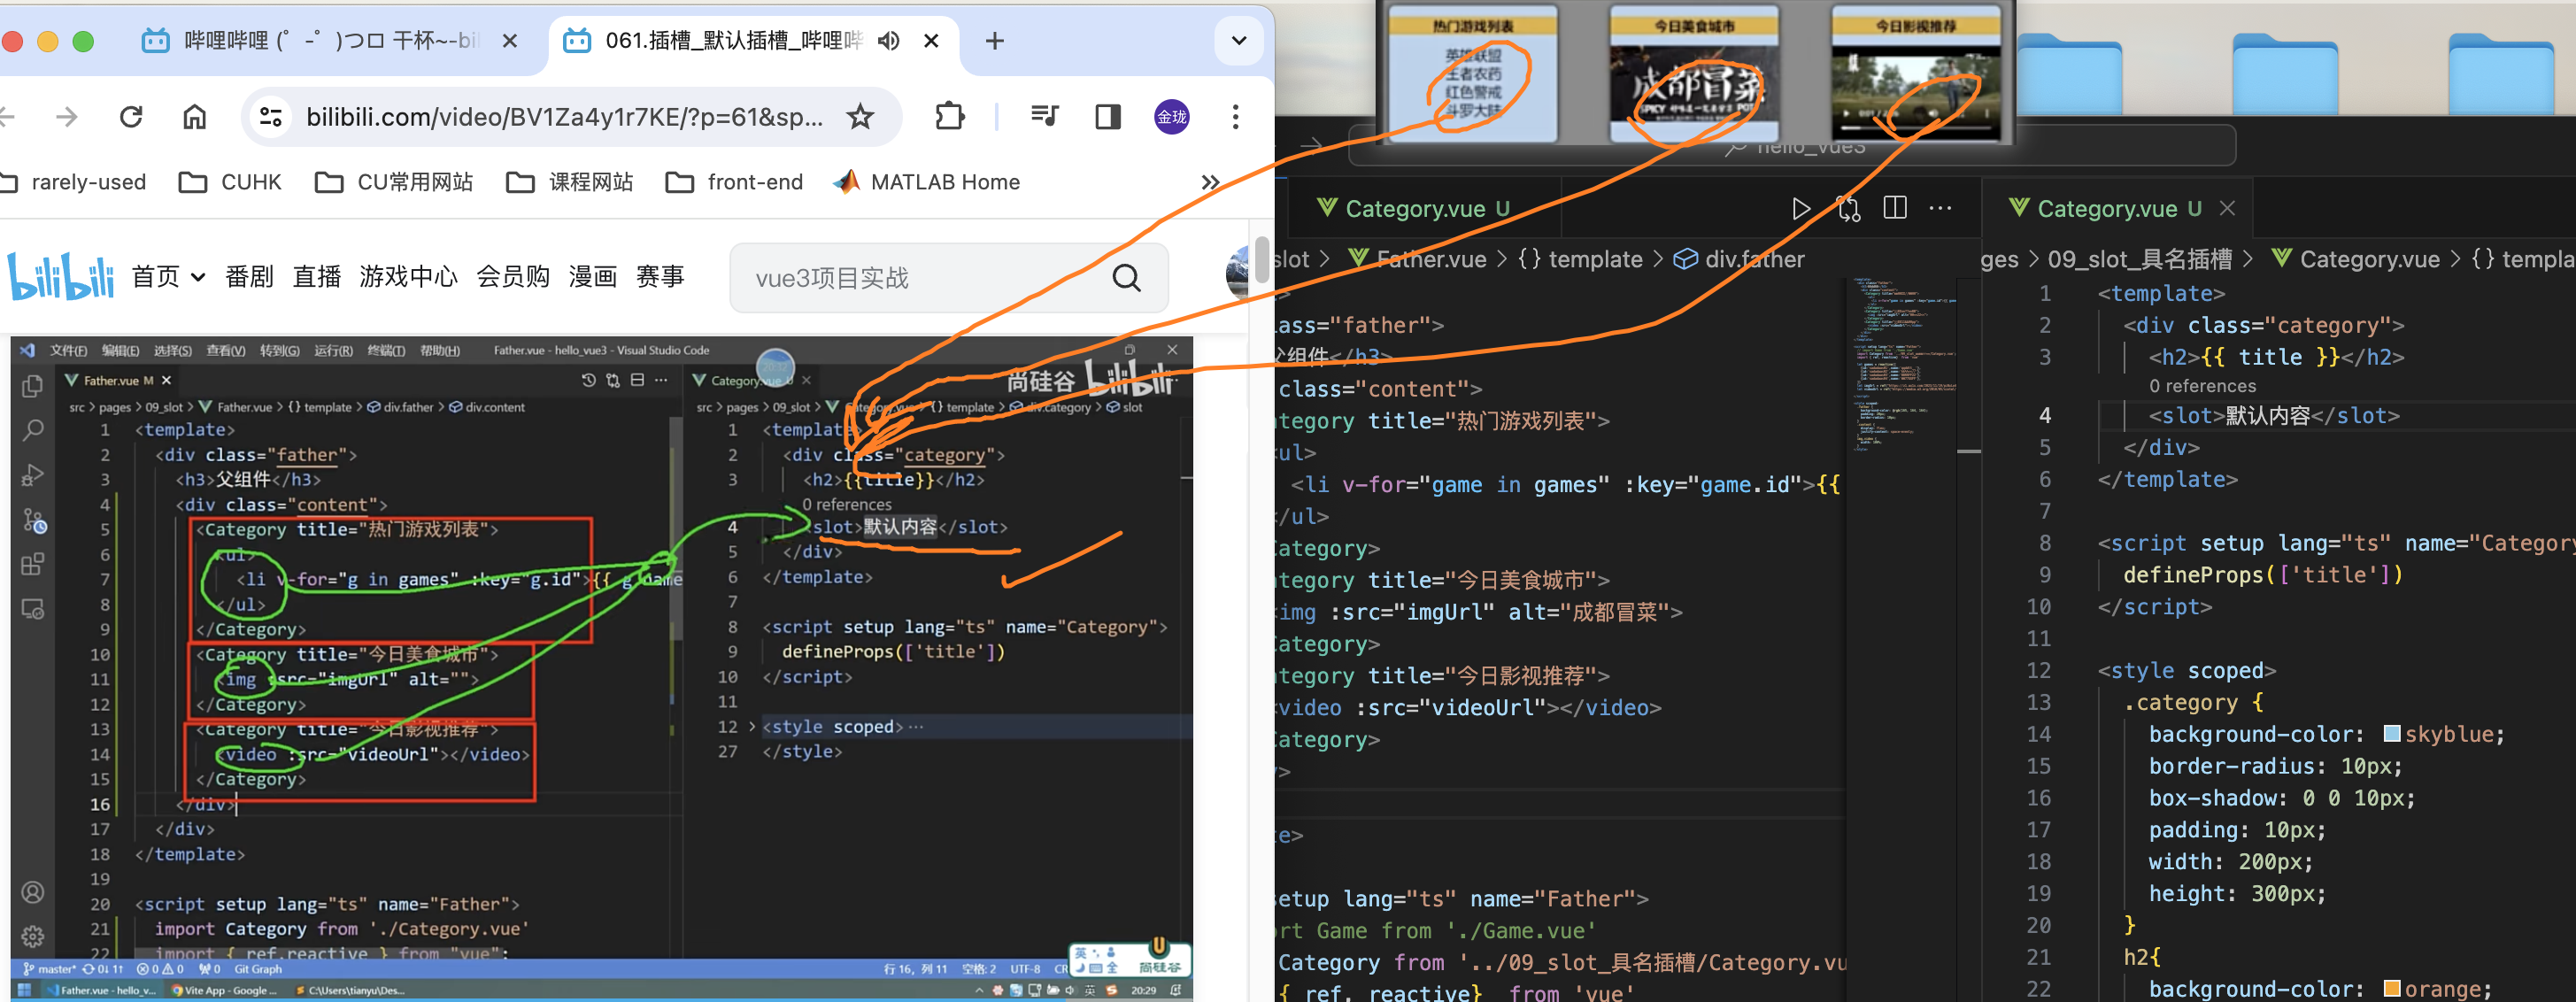 哔哩哔哩 (゜-゜)つロ 干杯~-bi
061.插槽_默认插槽_哔哩哔
bilibili.com/video/BV1Za4y1r7KE/?p=61&sp...
金珑
rarely-used
CUHK
CU常用网站
课程网站
front-end
MATLAB Home
bilibili
首页 番剧 直播 游戏中心 会员购 漫画 赛事
vue3项目实战
文件(F) 编辑(E) 选择(S) 查看(V) 转到(G) 运行(R) 终端(T) 帮助(H)
Father.vue - hello_vue3 - Visual Studio Code
Father.vue M
src > pages > 09_slot > Father.vue > {} template > div.father > div.content
1 <template>
2 <div class="father">
3 <h3>父组件</h3>
4 <div class="content">
5 <Category title="热门游戏列表">
6 <ul>
7 <li v-for="g in games" :key="g.id">{{ g.name
8 </ul>
9 </Category>
10 <Category title="今日美食城市">
11 <img :src="imgUrl" alt="">
12 </Category>
13 <Category title="今日影视推荐">
14 <video :src="videoUrl"></video>
15 </Category>
16 </div>
17 </div>
18 </template>
19
20 <script setup lang="ts" name="Father">
21 import Category from './Category.vue'
22 import { ref,reactive } from "vue";
Category.vue U
尚硅谷 bilibili
src > pages > 09_slot > Category.vue > {} template > div.category > slot
1 <template>
2 <div class="category">
3 <h2>{{title}}</h2>
0 references
4 <slot>默认内容</slot>
5 </div>
6 </template>
7
8 <script setup lang="ts" name="Category">
9 defineProps(['title'])
10 </script>
11
12 <style scoped>···
27 </style>
master* 0↓ 1↑ 0 0 0 Git Graph
行 16, 列 11 空格: 2 UTF-8 CR
英
全
尚硅谷
Father.vue - hello_v... Vite App - Google ... C:\Users\tianyu\Des...
英 20:29
热门游戏列表
英雄联盟
王者农药
红色警戒
斗罗大陆
今日美食城市
成都冒菜
今日影视推荐
hello_vue3
Category.vue U
slot > Father.vue > {} template > div.father
>
ass="father">
父组件</h3>
class="content">
tegory title="热门游戏列表">
ul>
<li v-for="game in games" :key="game.id">{{
/ul>
Category>
tegory title="今日美食城市">
img :src="imgUrl" alt="成都冒菜">
Category>
tegory title="今日影视推荐">
video :src="videoUrl"></video>
Category>
>
te>
setup lang="ts" name="Father">
rt Game from './Game.vue'
Category from '../09_slot_具名插槽/Category.vu
{ ref, reactive} from 'vue'
Category.vue U
ges > 09_slot_具名插槽 > Category.vue > {} templa
1 <template>
2 <div class="category">
3 <h2>{{ title }}</h2>
0 references
4 <slot>默认内容</slot>
5 </div>
6 </template>
7
8 <script setup lang="ts" name="Category
9 defineProps(['title'])
10 </script>
11
12 <style scoped>
13 .category {
14 background-color: skyblue;
15 border-radius: 10px;
16 box-shadow: 0 0 10px;
17 padding: 10px;
18 width: 200px;
19 height: 300px;
20 }
21 h2{
22 background-color: orange;